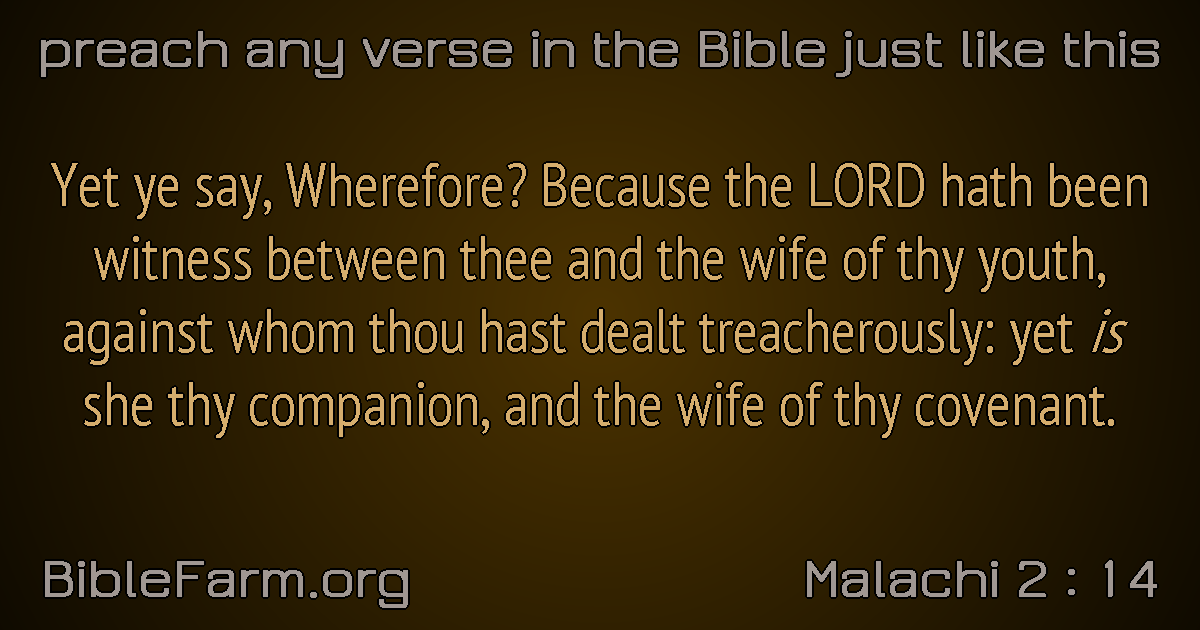 preach any verse in the Bible just like this
Yet ye say, Wherefore? Because the LORD hath been
witness between thee and the wife of thy youth,
against whom thou hast dealt treacherously: yet is
she thy companion, and the wife of thy covenant.
BibleFarm.org
Malachi 2 : 14